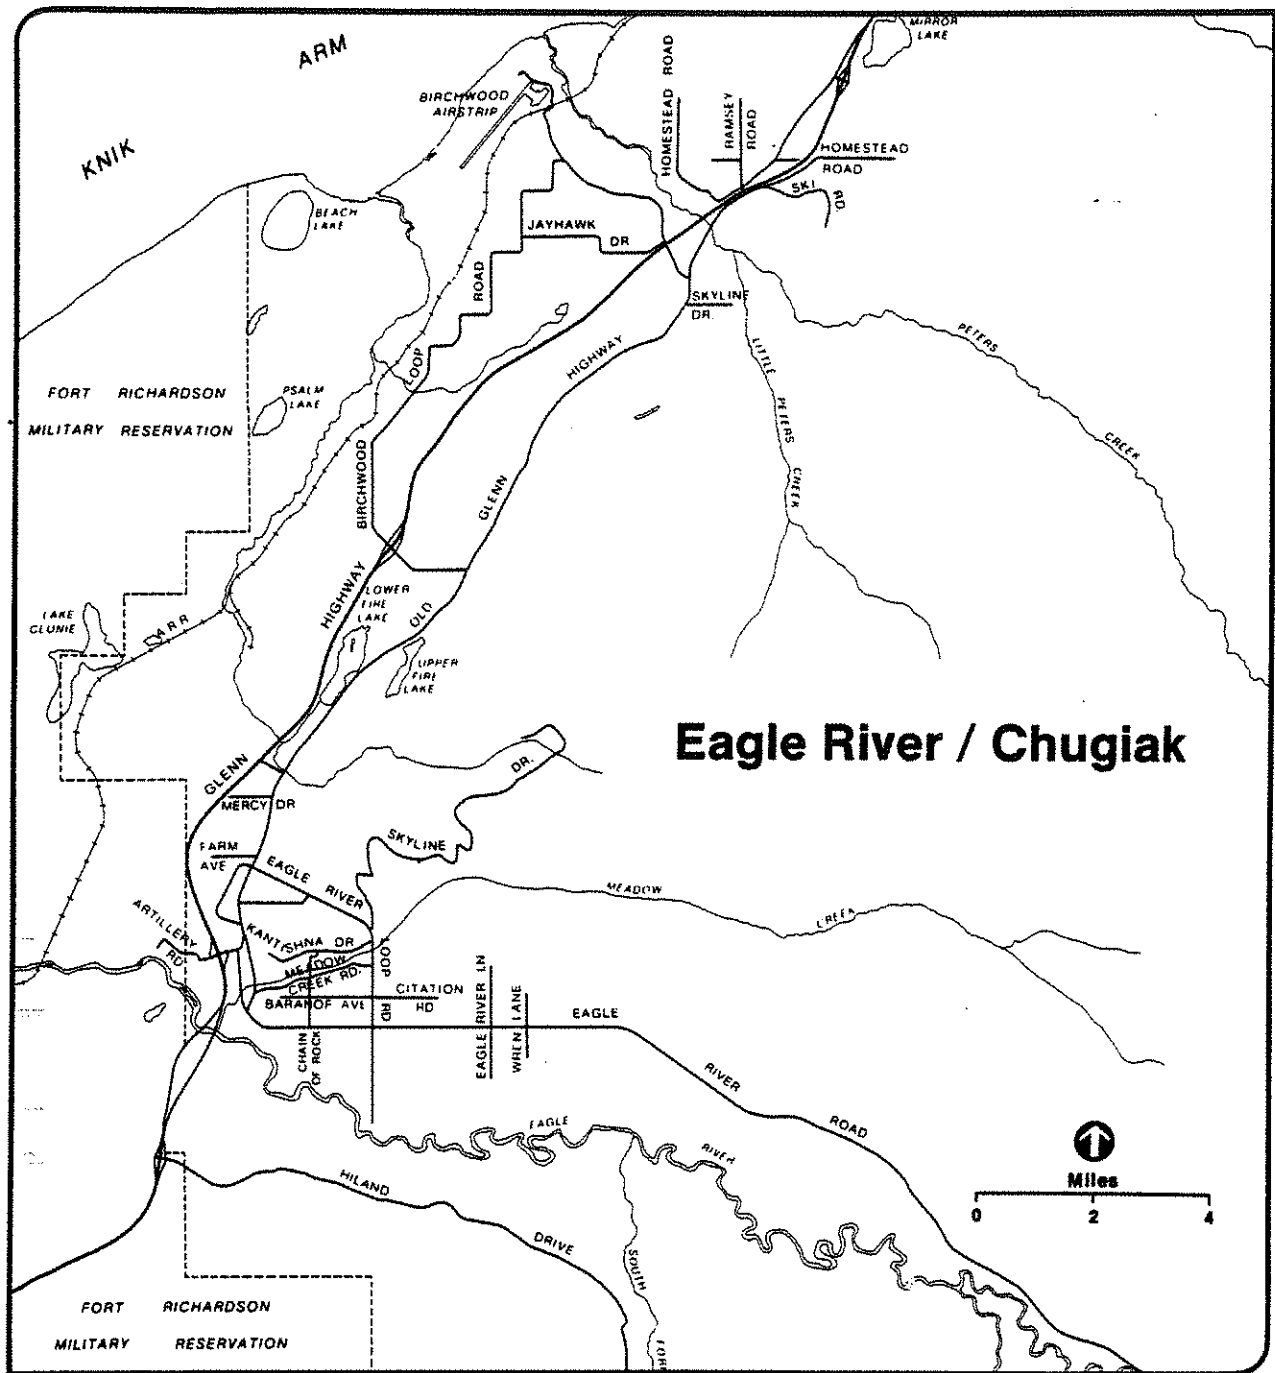 ARM
KNIK
MIRROR
LAKE
BIRCHWOOD
AIRSTRIP
HOMESTEAD ROAD
RAMSEY
ROAD
HOMESTEAD
ROAD
SKI RD.
BEACH
LAKE
JAYHAWK DR
BIRCHWOOD LOOP ROAD
SKYLINE
DR.
PETERS CREEK
LITTLE PETERS CREEK
FORT RICHARDSON
MILITARY RESERVATION
PSALM
LAKE
OLD GLENN HIGHWAY
GLENN HIGHWAY
LOWER
FIRE
LAKE
UPPER
FIRE
LAKE
LAKE
CLUNIE
ARR
Eagle River / Chugiak
MERCY DR
FARM
AVE
SKYLINE DR.
EAGLE RIVER LOOP RD
MEADOW CREEK
ARTILLERY
RD
KANTISHNA DR
MEADOW
CREEK RD.
BARANOF AVE
CITATION
RD
CHAIN
OF ROCK
EAGLE RIVER LN
WREN LANE
EAGLE RIVER ROAD
EAGLE RIVER
HILAND DRIVE
SOUTH FORK
Miles
0 2 4
FORT RICHARDSON
MILITARY RESERVATION